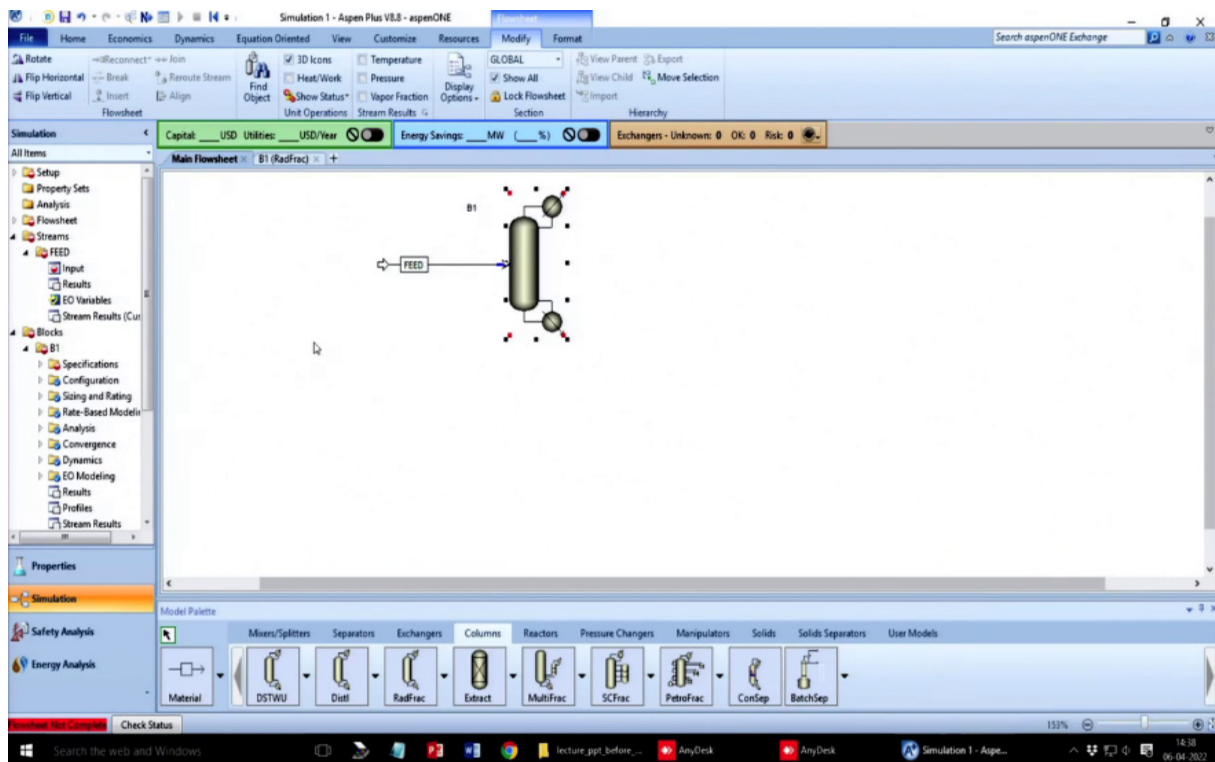 Simulation 1 - Aspen Plus V8.8 - aspenONE
Flowsheet
File Home Economics Dynamics Equation Oriented View Customize Resources Modify Format
Search aspenONE Exchange
Rotate Reconnect Join 3D Icons Temperature GLOBAL View Parent Export
Flip Horizontal Break Reroute Stream Heat/Work Pressure Show All View Child Move Selection
Flip Vertical Insert Align Find Object Show Status Vapor Fraction Display Options Lock Flowsheet Import
Flowsheet Unit Operations Stream Results Section Hierarchy
Simulation
Capital: ____USD Utilities: ____USD/Year Energy Savings: ____MW (____%) Exchangers - Unknown: 0 OK: 0 Risk: 0
All Items
Main Flowsheet B1 (RadFrac) +
Setup
Property Sets
Analysis
Flowsheet
Streams
FEED
Input
Results
EO Variables
Stream Results (Cus
Blocks
B1
Specifications
Configuration
Sizing and Rating
Rate-Based Modelin
Analysis
Convergence
Dynamics
EO Modeling
Results
Profiles
Stream Results
B1
FEED
Properties
Simulation
Safety Analysis
Energy Analysis
Model Palette
Mixers/Splitters Separators Exchangers Columns Reactors Pressure Changers Manipulators Solids Solids Separators User Models
Material DSTWU Distl RadFrac Extract MultiFrac SCFrac PetroFrac ConSep BatchSep
Flowsheet Not Complete Check Status
153%
Search the web and Windows
lecture_ppt_before_... AnyDesk AnyDesk Simulation 1 - Aspe...
14:38
06-04-2022